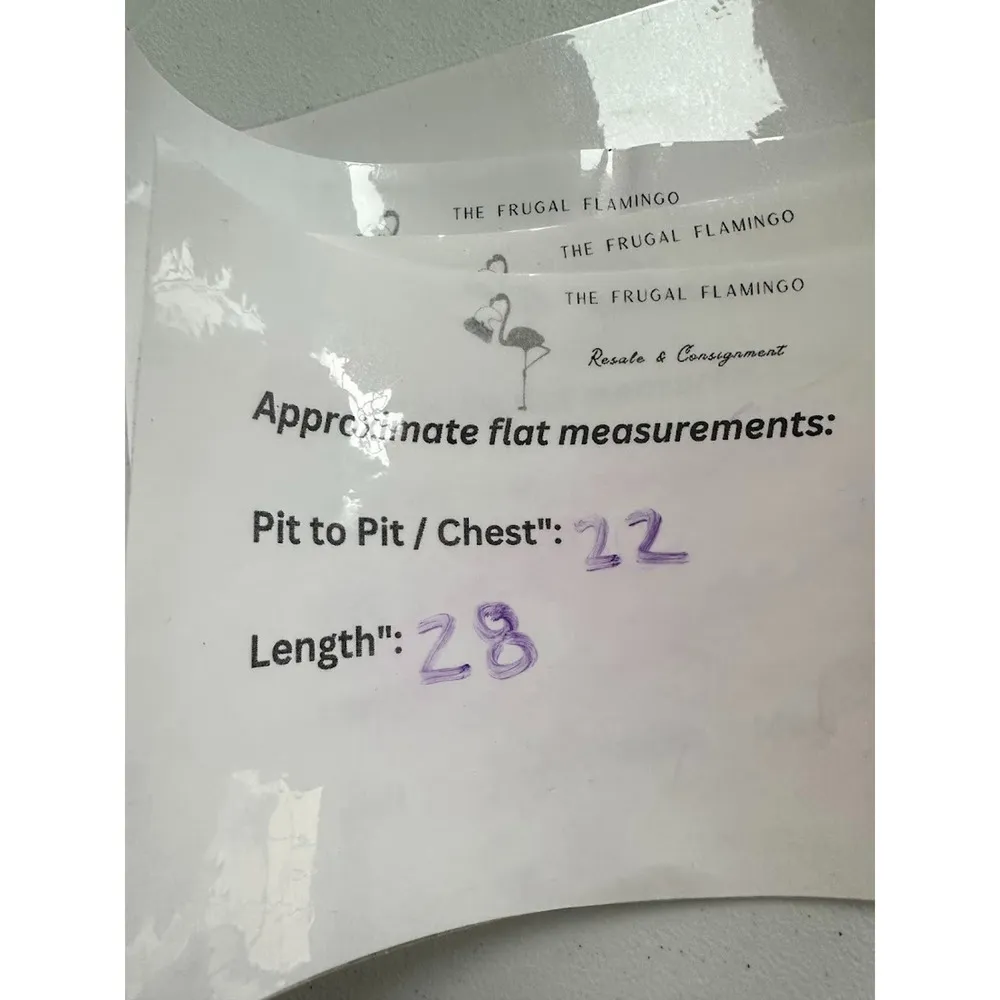 THE FRUGAL FLAMINGO
THE FRUGAL FLAMINGO
THE FRUGAL FLAMINGO
Resale & Consignment
Approximate flat measurements:
Pit to Pit / Chest": 22
Length": 28